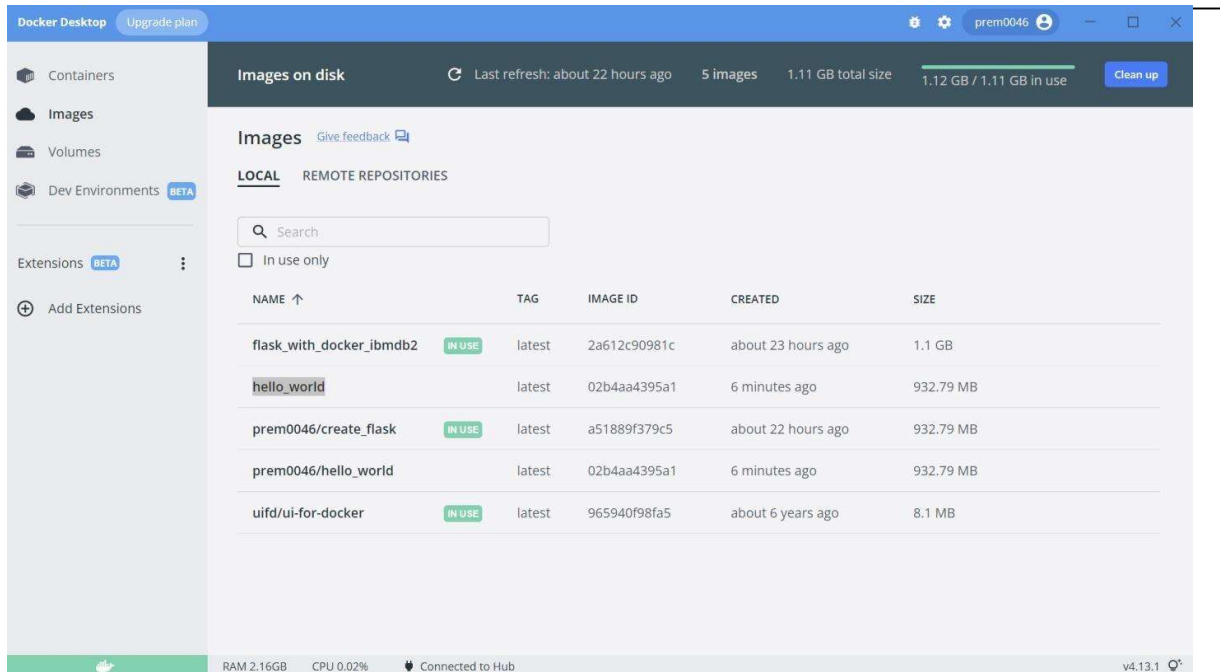 Docker Desktop Upgrade plan prem0046
Containers
Images
Volumes
Dev Environments BETA
Extensions BETA
Add Extensions
Images on disk Last refresh: about 22 hours ago 5 images 1.11 GB total size 1.12 GB / 1.11 GB in use Clean up
Images Give feedback
LOCAL REMOTE REPOSITORIES
Search
In use only
NAME TAG IMAGE ID CREATED SIZE
flask_with_docker_ibmdb2 IN USE latest 2a612c90981c about 23 hours ago 1.1 GB
hello_world latest 02b4aa4395a1 6 minutes ago 932.79 MB
prem0046/create_flask IN USE latest a51889f379c5 about 22 hours ago 932.79 MB
prem0046/hello_world latest 02b4aa4395a1 6 minutes ago 932.79 MB
uifd/ui-for-docker IN USE latest 965940f98fa5 about 6 years ago 8.1 MB
RAM 2.16GB CPU 0.02% Connected to Hub v4.13.1